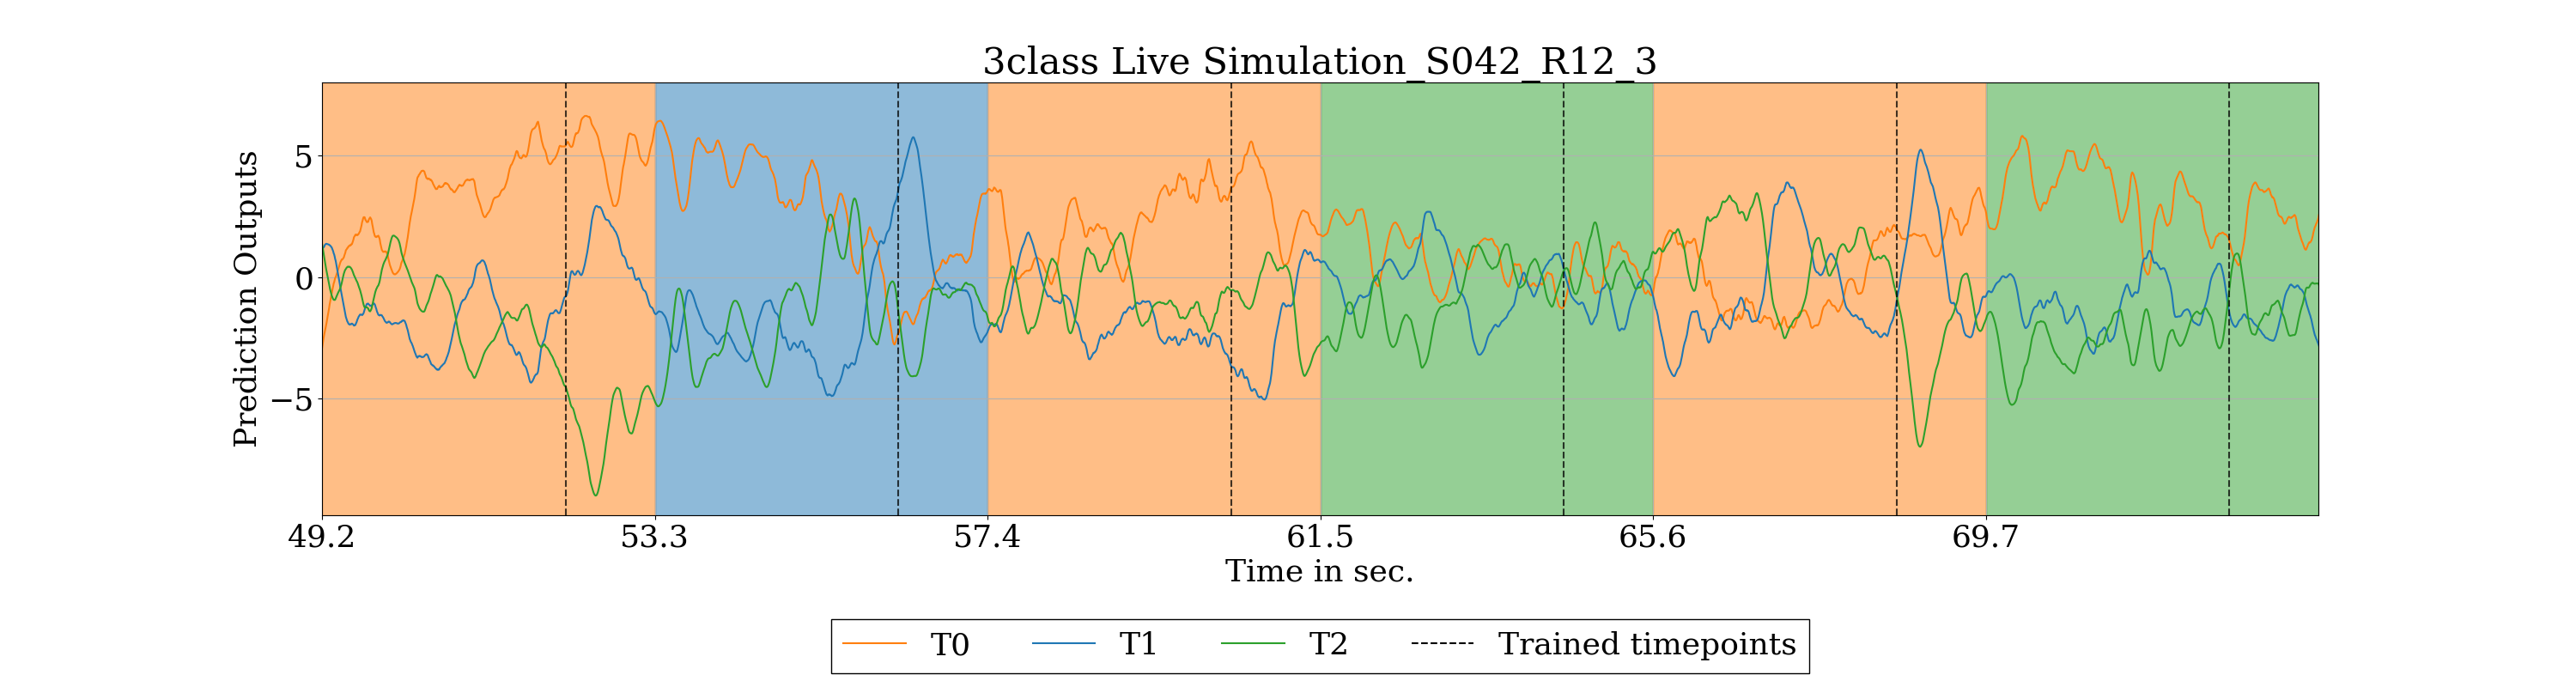 3class Live Simulation_S042_R12_3
Prediction Outputs
5
0
−5
49.2 53.3 57.4 61.5 65.6 69.7
Time in sec.
T0 T1 T2 Trained timepoints